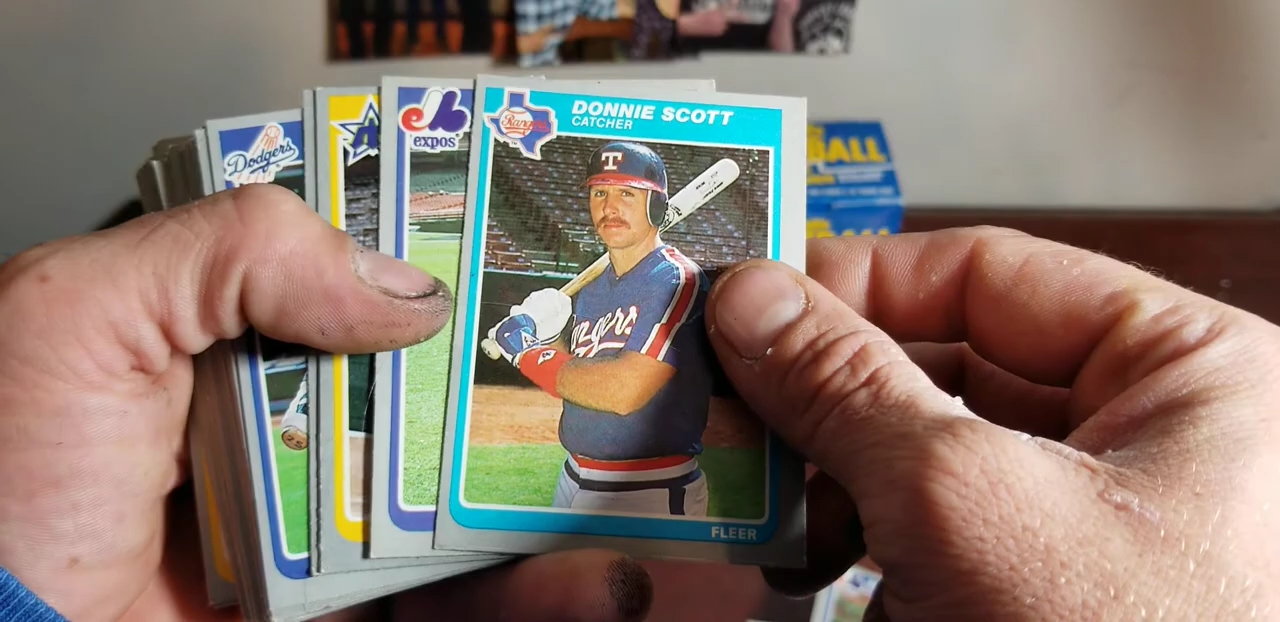 Dodgers
expos
Rangers
DONNIE SCOTT
CATCHER
T
BALL
Rangers
FLEER